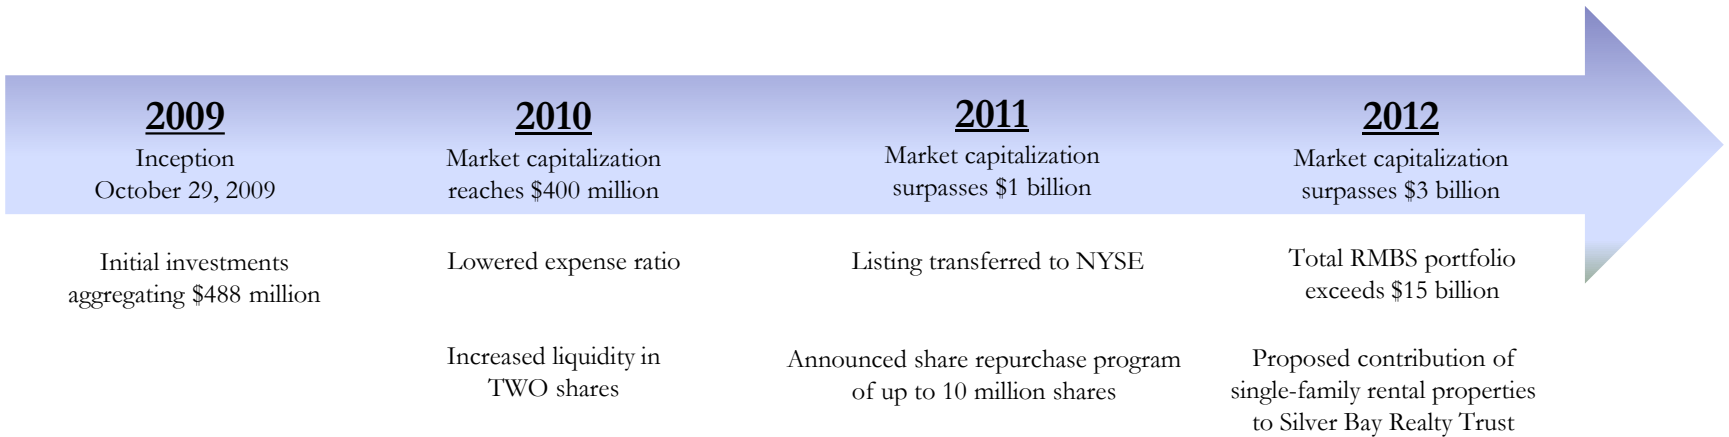 2009
Inception
October 29, 2009
Initial investments
aggregating $488 million
2010
Market capitalization
reaches $400 million
Lowered expense ratio
Increased liquidity in
TWO shares
2011
Market capitalization
surpasses $1 billion
Listing transferred to NYSE
Announced share repurchase program
of up to 10 million shares
2012
Market capitalization
surpasses $3 billion
Total RMBS portfolio
exceeds $15 billion
Proposed contribution of
single-family rental properties
to Silver Bay Realty Trust